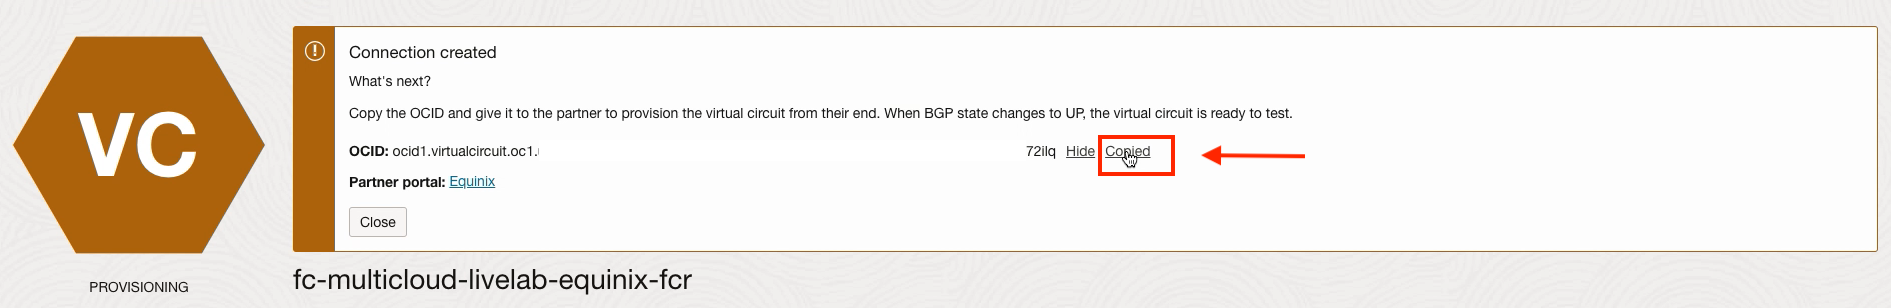 VC
PROVISIONING
Connection created
What's next?
Copy the OCID and give it to the partner to provision the virtual circuit from their end. When BGP state changes to UP, the virtual circuit is ready to test.
OCID: ocid1.virtualcircuit.oc1. 72ilq Hide Copied
Partner portal: Equinix
Close
fc-multicloud-livelab-equinix-fcr